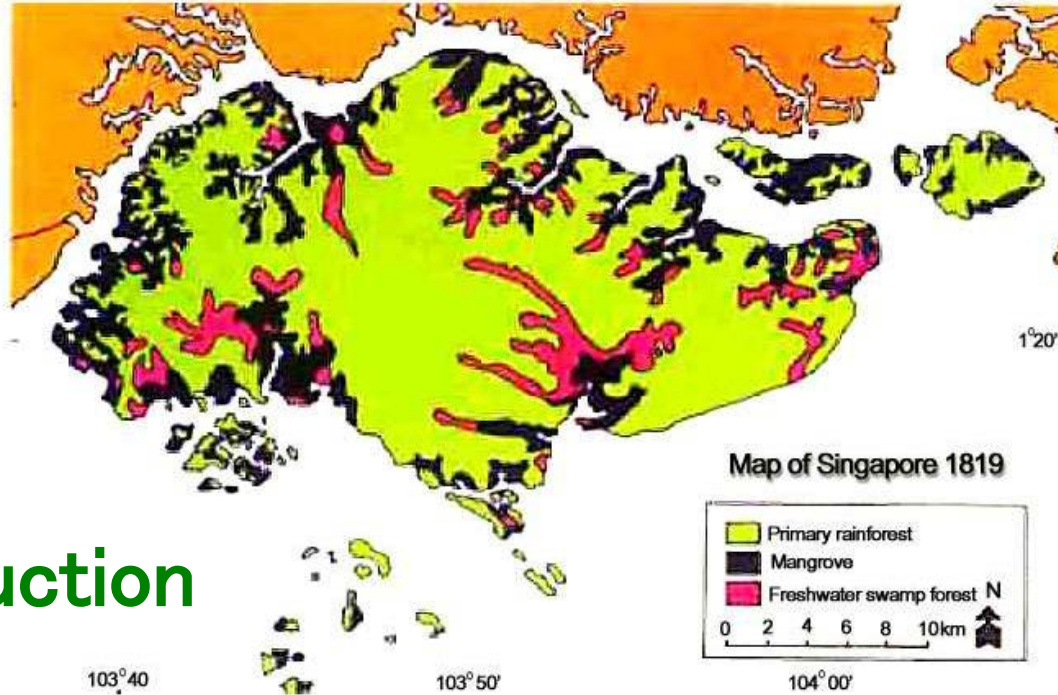 1°20'
Map of Singapore 1819
Primary rainforest
Mangrove
Freshwater swamp forest
N
0 2 4 6 8 10km
uction
103°40
103°50'
104°00'